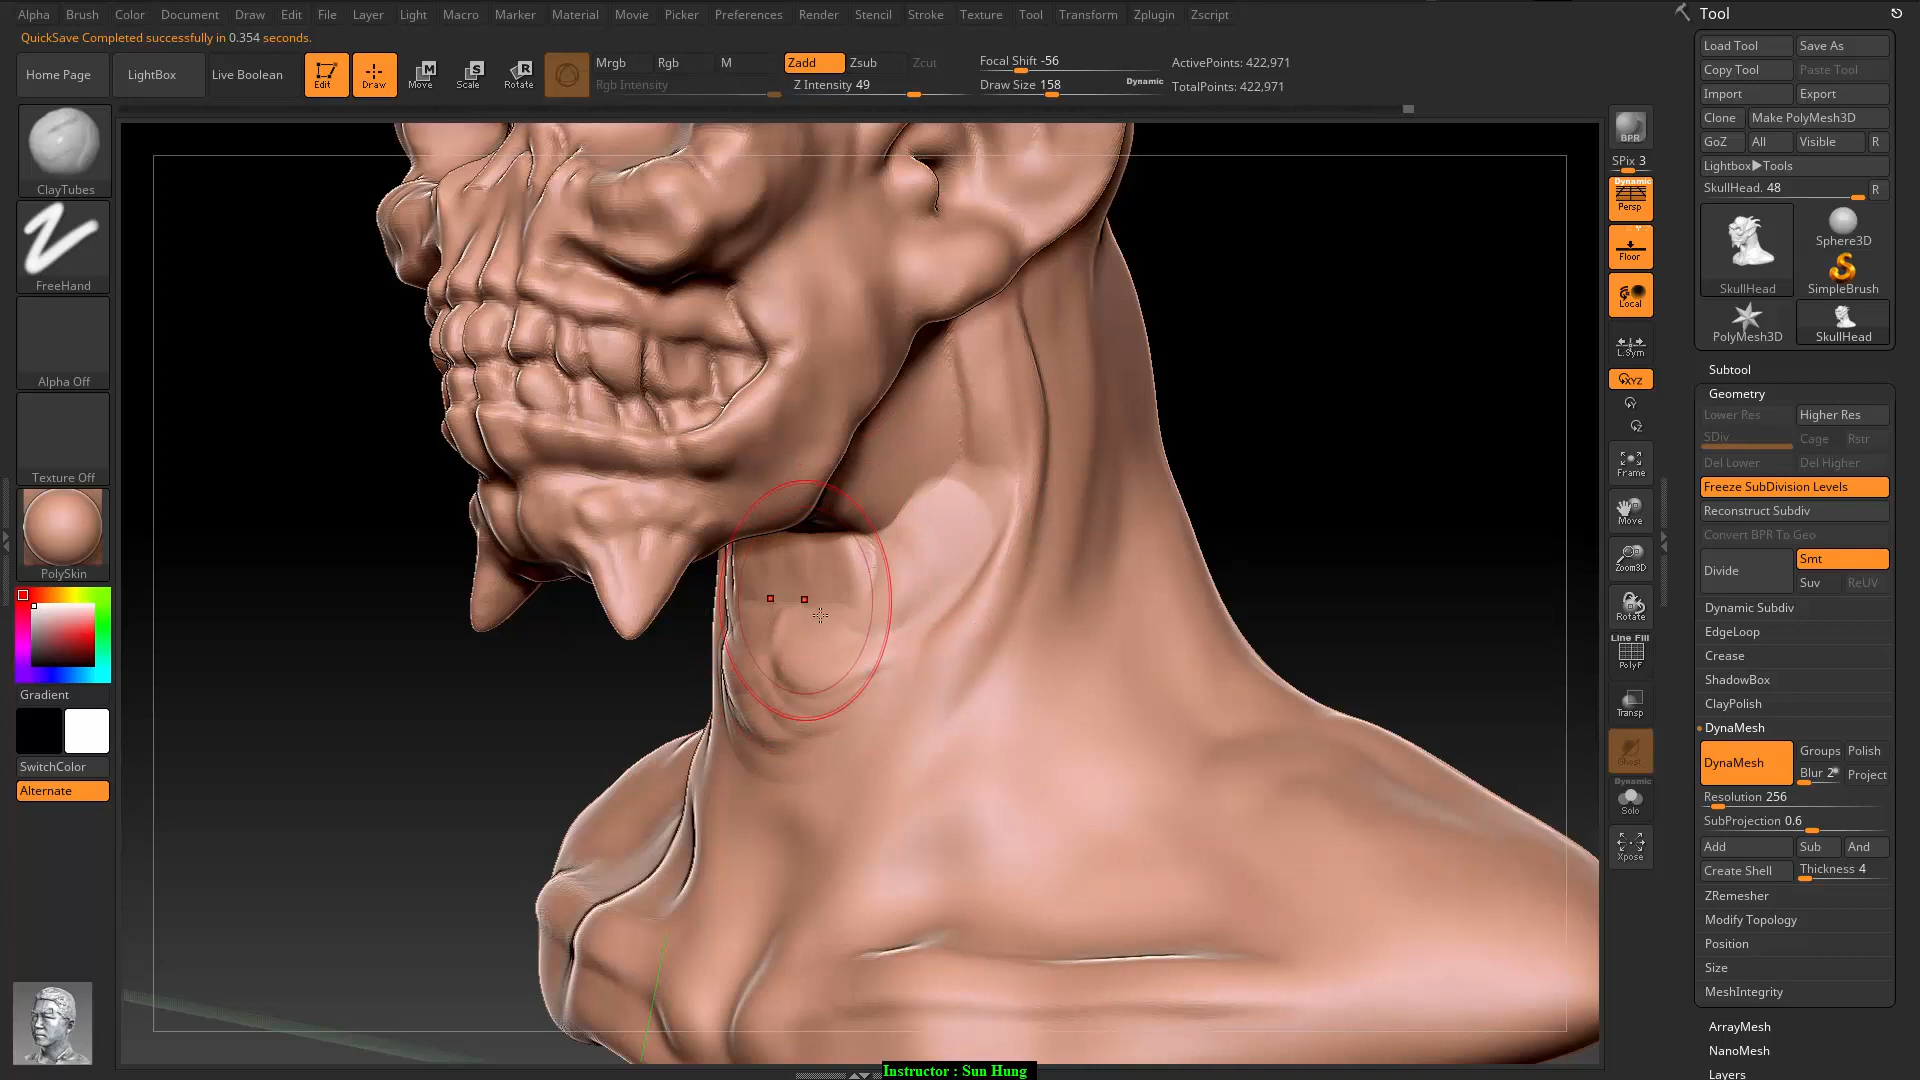 Alpha Brush Color Document Draw Edit File Layer Light Macro Marker Material Movie Picker Preferences Render Stencil Stroke Texture Tool Transform Zplugin Zscript
QuickSave Completed successfully in 0.354 seconds.
Home Page LightBox Live Boolean Edit Draw Move Scale Rotate
Mrgb Rgb M Zadd Zsub Zcut Focal Shift -56 ActivePoints: 422,971
Rgb Intensity Z Intensity 49 Draw Size 158 Dynamic TotalPoints: 422,971
ClayTubes
FreeHand
Alpha Off
Texture Off
PolySkin
Gradient
SwitchColor
Alternate
BPR
SPix 3
Dynamic
Persp
Floor
Local
L.Sym
XYZ
Y
Z
Frame
Move
Zoom3D
Rotate
Line Fill
PolyF
Transp
Ghost
Dynamic
Solo
Xpose
Tool
Load Tool Save As
Copy Tool Paste Tool
Import Export
Clone Make PolyMesh3D
GoZ All Visible R
Lightbox▶Tools
SkullHead. 48 R
SkullHead Sphere3D
SimpleBrush
PolyMesh3D SkullHead
Subtool
Geometry
Lower Res Higher Res
SDiv Cage Rstr
Del Lower Del Higher
Freeze SubDivision Levels
Reconstruct Subdiv
Convert BPR To Geo
Divide Smt
Suv ReUV
Dynamic Subdiv
EdgeLoop
Crease
ShadowBox
ClayPolish
DynaMesh
DynaMesh Groups Polish
Blur 2 Project
Resolution 256
SubProjection 0.6
Add Sub And
Create Shell Thickness 4
ZRemesher
Modify Topology
Position
Size
MeshIntegrity
ArrayMesh
NanoMesh
Layers
Instructor : Sun Hung